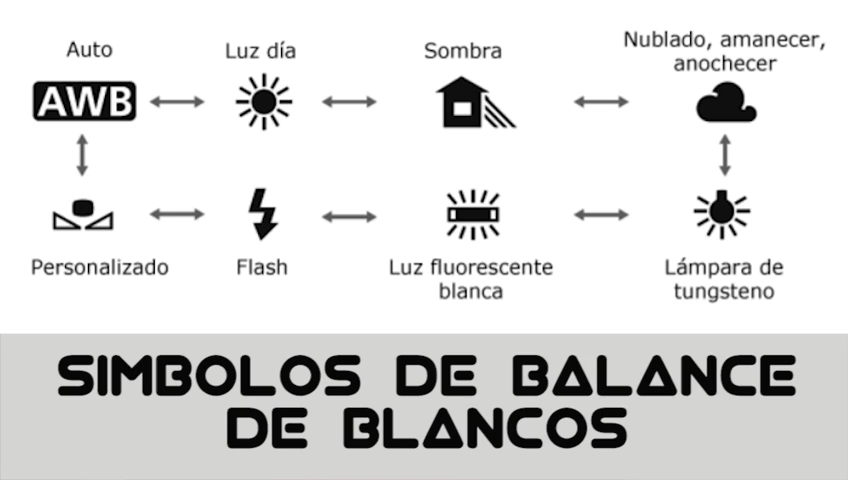 Auto
Luz día
Sombra
Nublado, amanecer,
anochecer
AWB
Personalizado
Flash
Luz fluorescente
blanca
Lámpara de
tungsteno
SIMBOLOS DE BALANCE
DE BLANCOS